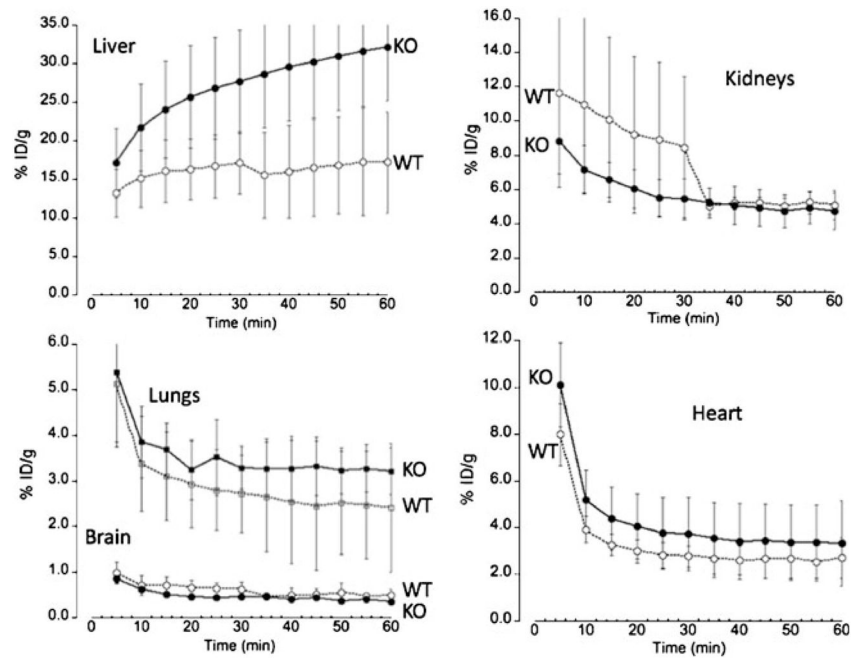 Liver
KO
WT
% ID/g
35.0
30.0
25.0
20.0
15.0
10.0
5.0
0.0
0 10 20 30 40 50 60
Time (min)
Kidneys
WT
KO
% ID/g
16.0
14.0
12.0
10.0
8.0
6.0
4.0
2.0
0.0
0 10 20 30 40 50 60
Time (min)
Lungs
KO
WT
Brain
WT
KO
% ID/g
6.0
5.0
4.0
3.0
2.0
1.0
0.0
0 10 20 30 40 50 60
Time (min)
Heart
KO
WT
% ID/g
12.0
10.0
8.0
6.0
4.0
2.0
0.0
0 10 20 30 40 50 60
Time (min)